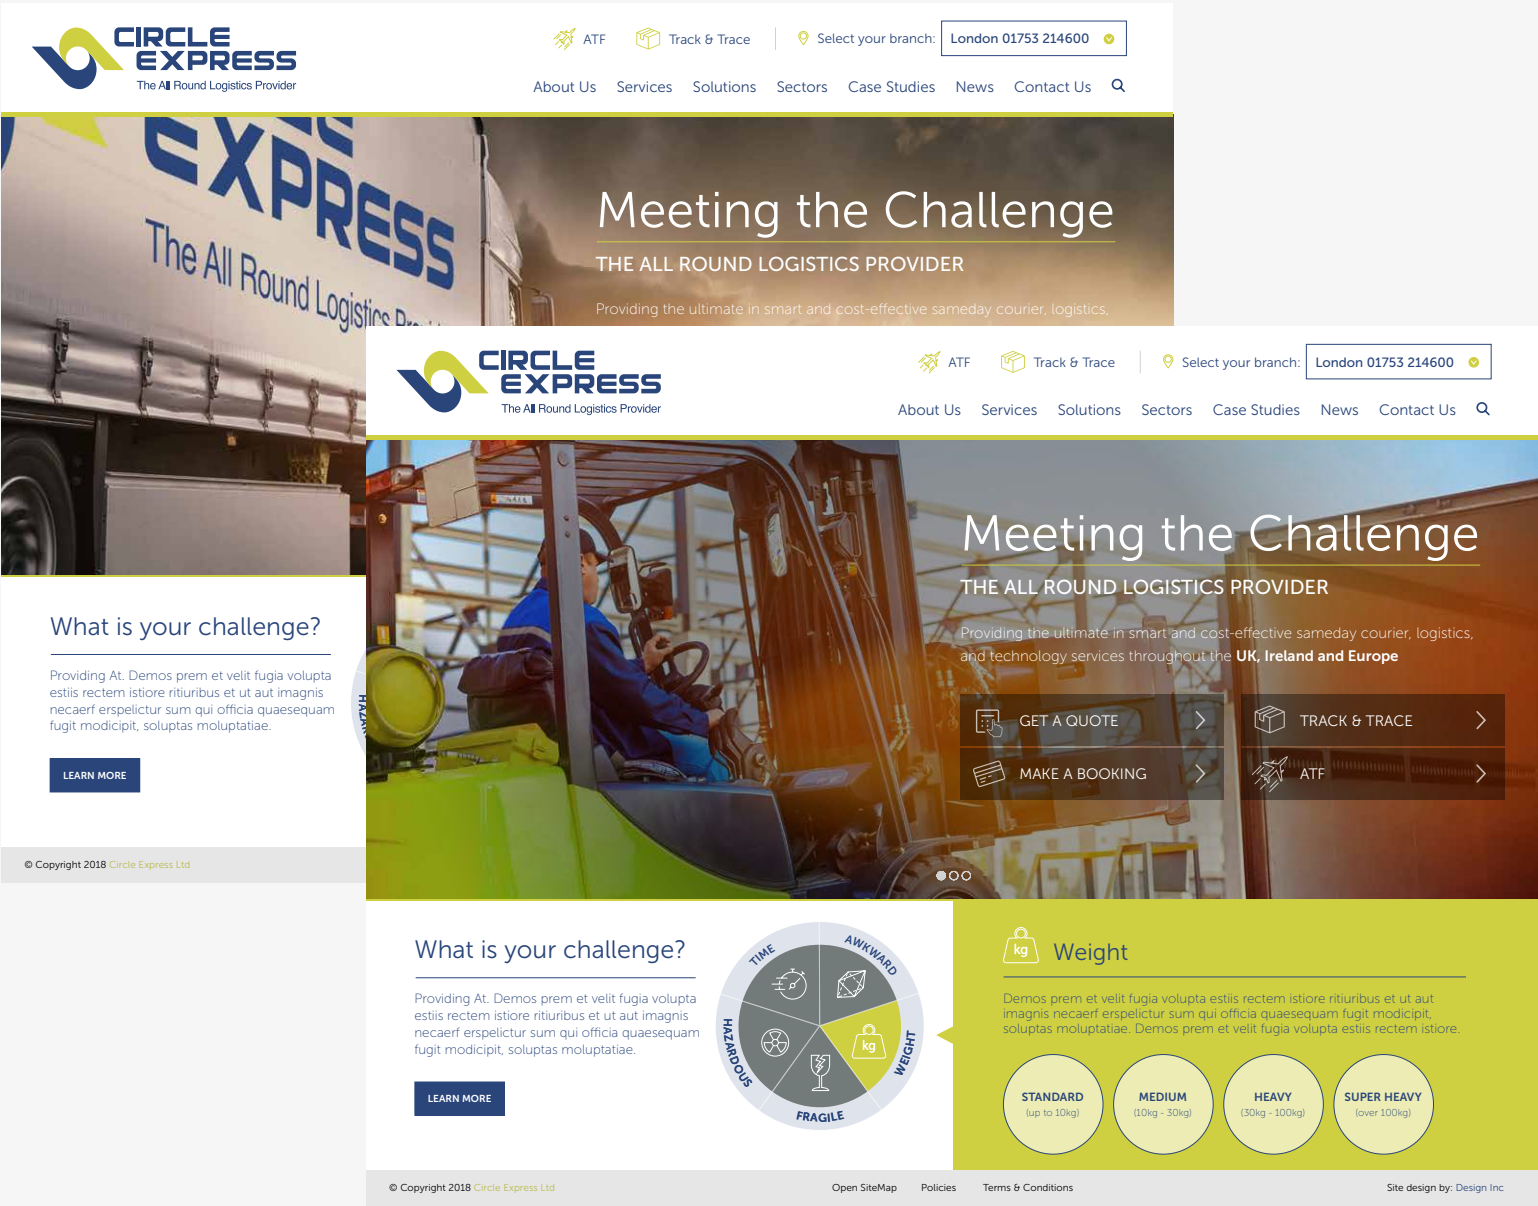 CIRCLE
EXPRESS
The All Round Logistics Provider
ATF
Track & Trace
Select your branch:
London 01753 214600
About Us
Services
Solutions
Sectors
Case Studies
News
Contact Us
EXPRESS
The All Round Logistics
Meeting the Challenge
THE ALL ROUND LOGISTICS PROVIDER
Providing the ultimate in smart and cost-effective sameday courier, logistics,
What is your challenge?
Providing At. Demos prem et velit fugia volupta
estiis rectem istiore ritiuribus et ut aut imagnis
necaerf erspelictur sum qui officia quaesequam
fugit modicipit, soluptas moluptatiae.
LEARN MORE
© Copyright 2018 Circle Express Ltd
CIRCLE
EXPRESS
The All Round Logistics Provider
ATF
Track & Trace
Select your branch:
London 01753 214600
About Us
Services
Solutions
Sectors
Case Studies
News
Contact Us
Meeting the Challenge
THE ALL ROUND LOGISTICS PROVIDER
Providing the ultimate in smart and cost-effective sameday courier, logistics,
and technology services throughout the UK, Ireland and Europe
GET A QUOTE
TRACK & TRACE
MAKE A BOOKING
ATF
What is your challenge?
Providing At. Demos prem et velit fugia volupta
estiis rectem istiore ritiuribus et ut aut imagnis
necaerf erspelictur sum qui officia quaesequam
fugit modicipit, soluptas moluptatiae.
LEARN MORE
TIME
AWKWARD
HAZARDOUS
kg
WEIGHT
FRAGILE
kg
Weight
Demos prem et velit fugia volupta estiis rectem istiore ritiuribus et ut aut
imagnis necaerf erspelictur sum qui officia quaesequam fugit modicipit,
soluptas moluptatiae. Demos prem et velit fugia volupta estiis rectem istiore.
STANDARD
(up to 10kg)
MEDIUM
(10kg - 30kg)
HEAVY
(30kg - 100kg)
SUPER HEAVY
(over 100kg)
© Copyright 2018 Circle Express Ltd
Open SiteMap
Policies
Terms & Conditions
Site design by: Design Inc